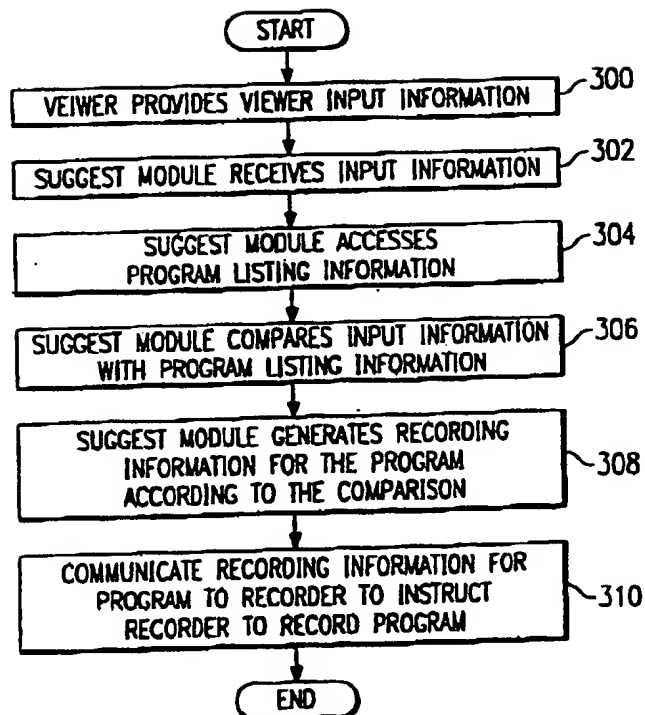 START
VEIWER PROVIDES VIEWER INPUT INFORMATION
300
SUGGEST MODULE RECEIVES INPUT INFORMATION
302
SUGGEST MODULE ACCESSES
PROGRAM LISTING INFORMATION
304
SUGGEST MODULE COMPARES INPUT INFORMATION
WITH PROGRAM LISTING INFORMATION
306
SUGGEST MODULE GENERATES RECORDING
INFORMATION FOR THE PROGRAM
ACCORDING TO THE COMPARISON
308
COMMUNICATE RECORDING INFORMATION FOR
PROGRAM TO RECORDER TO INSTRUCT
RECORDER TO RECORD PROGRAM
310
END